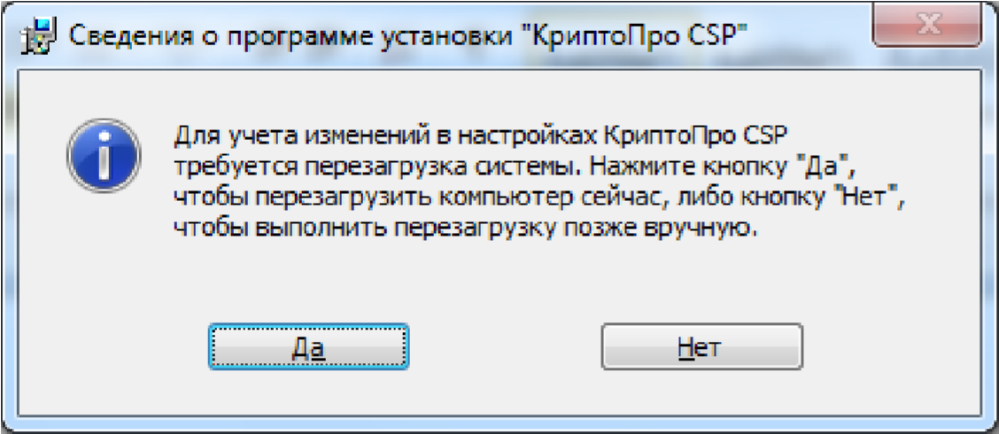 Сведения о программе установки "КриптоПро CSP"
Для учета изменений в настройках КриптоПро CSP
требуется перезагрузка системы. Нажмите кнопку "Да",
чтобы перезагрузить компьютер сейчас, либо кнопку "Нет",
чтобы выполнить перезагрузку позже вручную.
Да
Нет